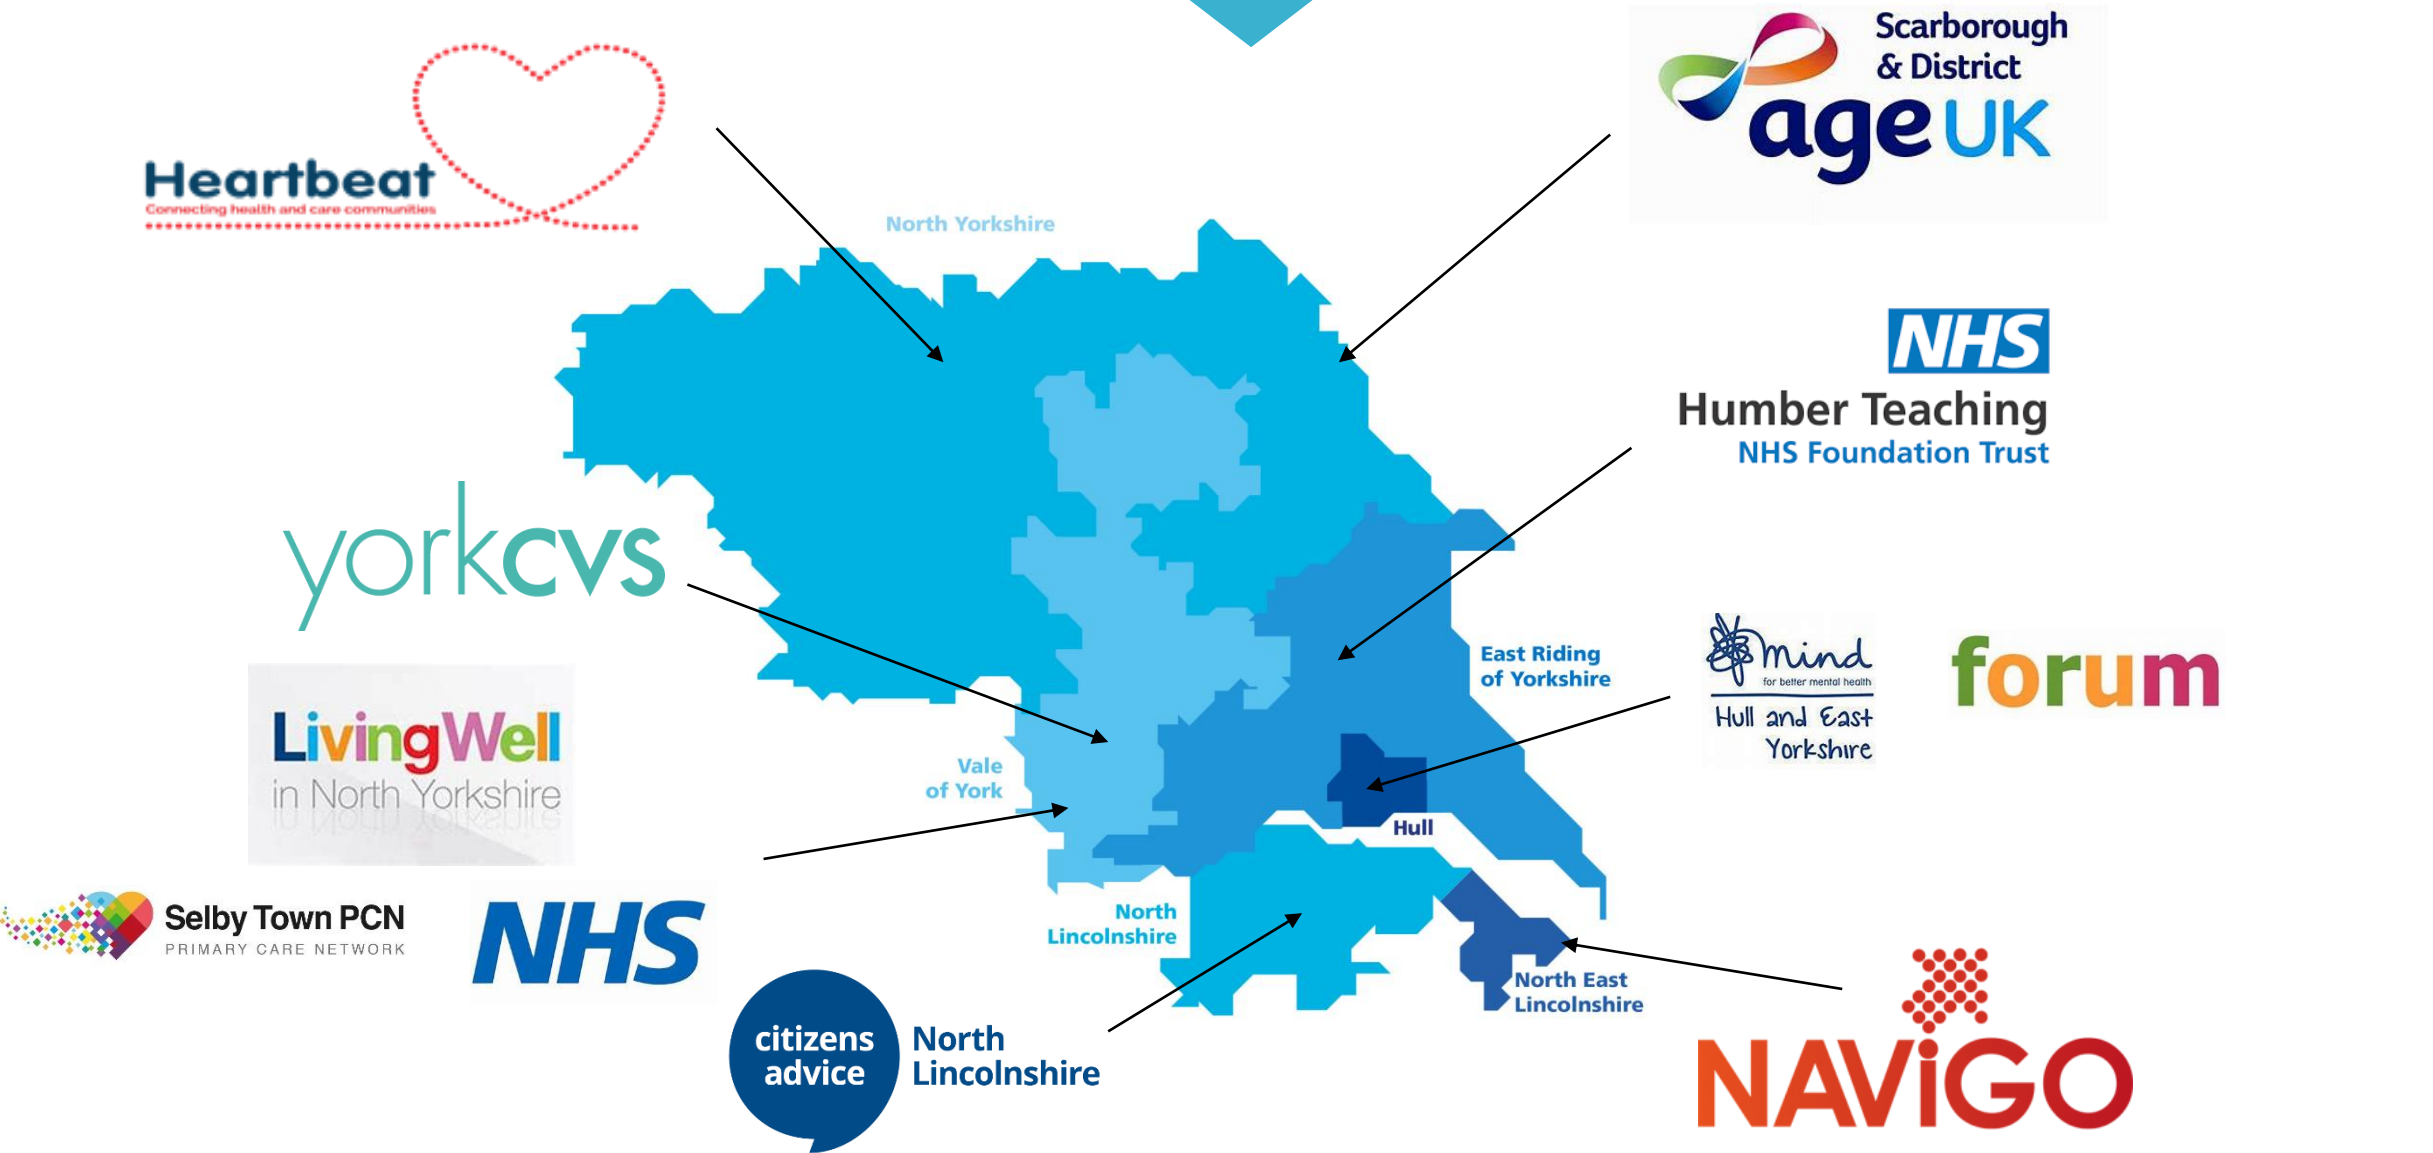 Heartbeat
Connecting health and care communities
Scarborough
& District
age UK
North Yorkshire
NHS
Humber Teaching
NHS Foundation Trust
yorkcvs
mind
for better mental health
Hull and East
Yorkshire
forum
East Riding
of Yorkshire
LivingWell
in North Yorkshire
Vale
of York
Hull
Selby Town PCN
PRIMARY CARE NETWORK
NHS
North
Lincolnshire
North East
Lincolnshire
citizens
advice
North
Lincolnshire
NAViGO